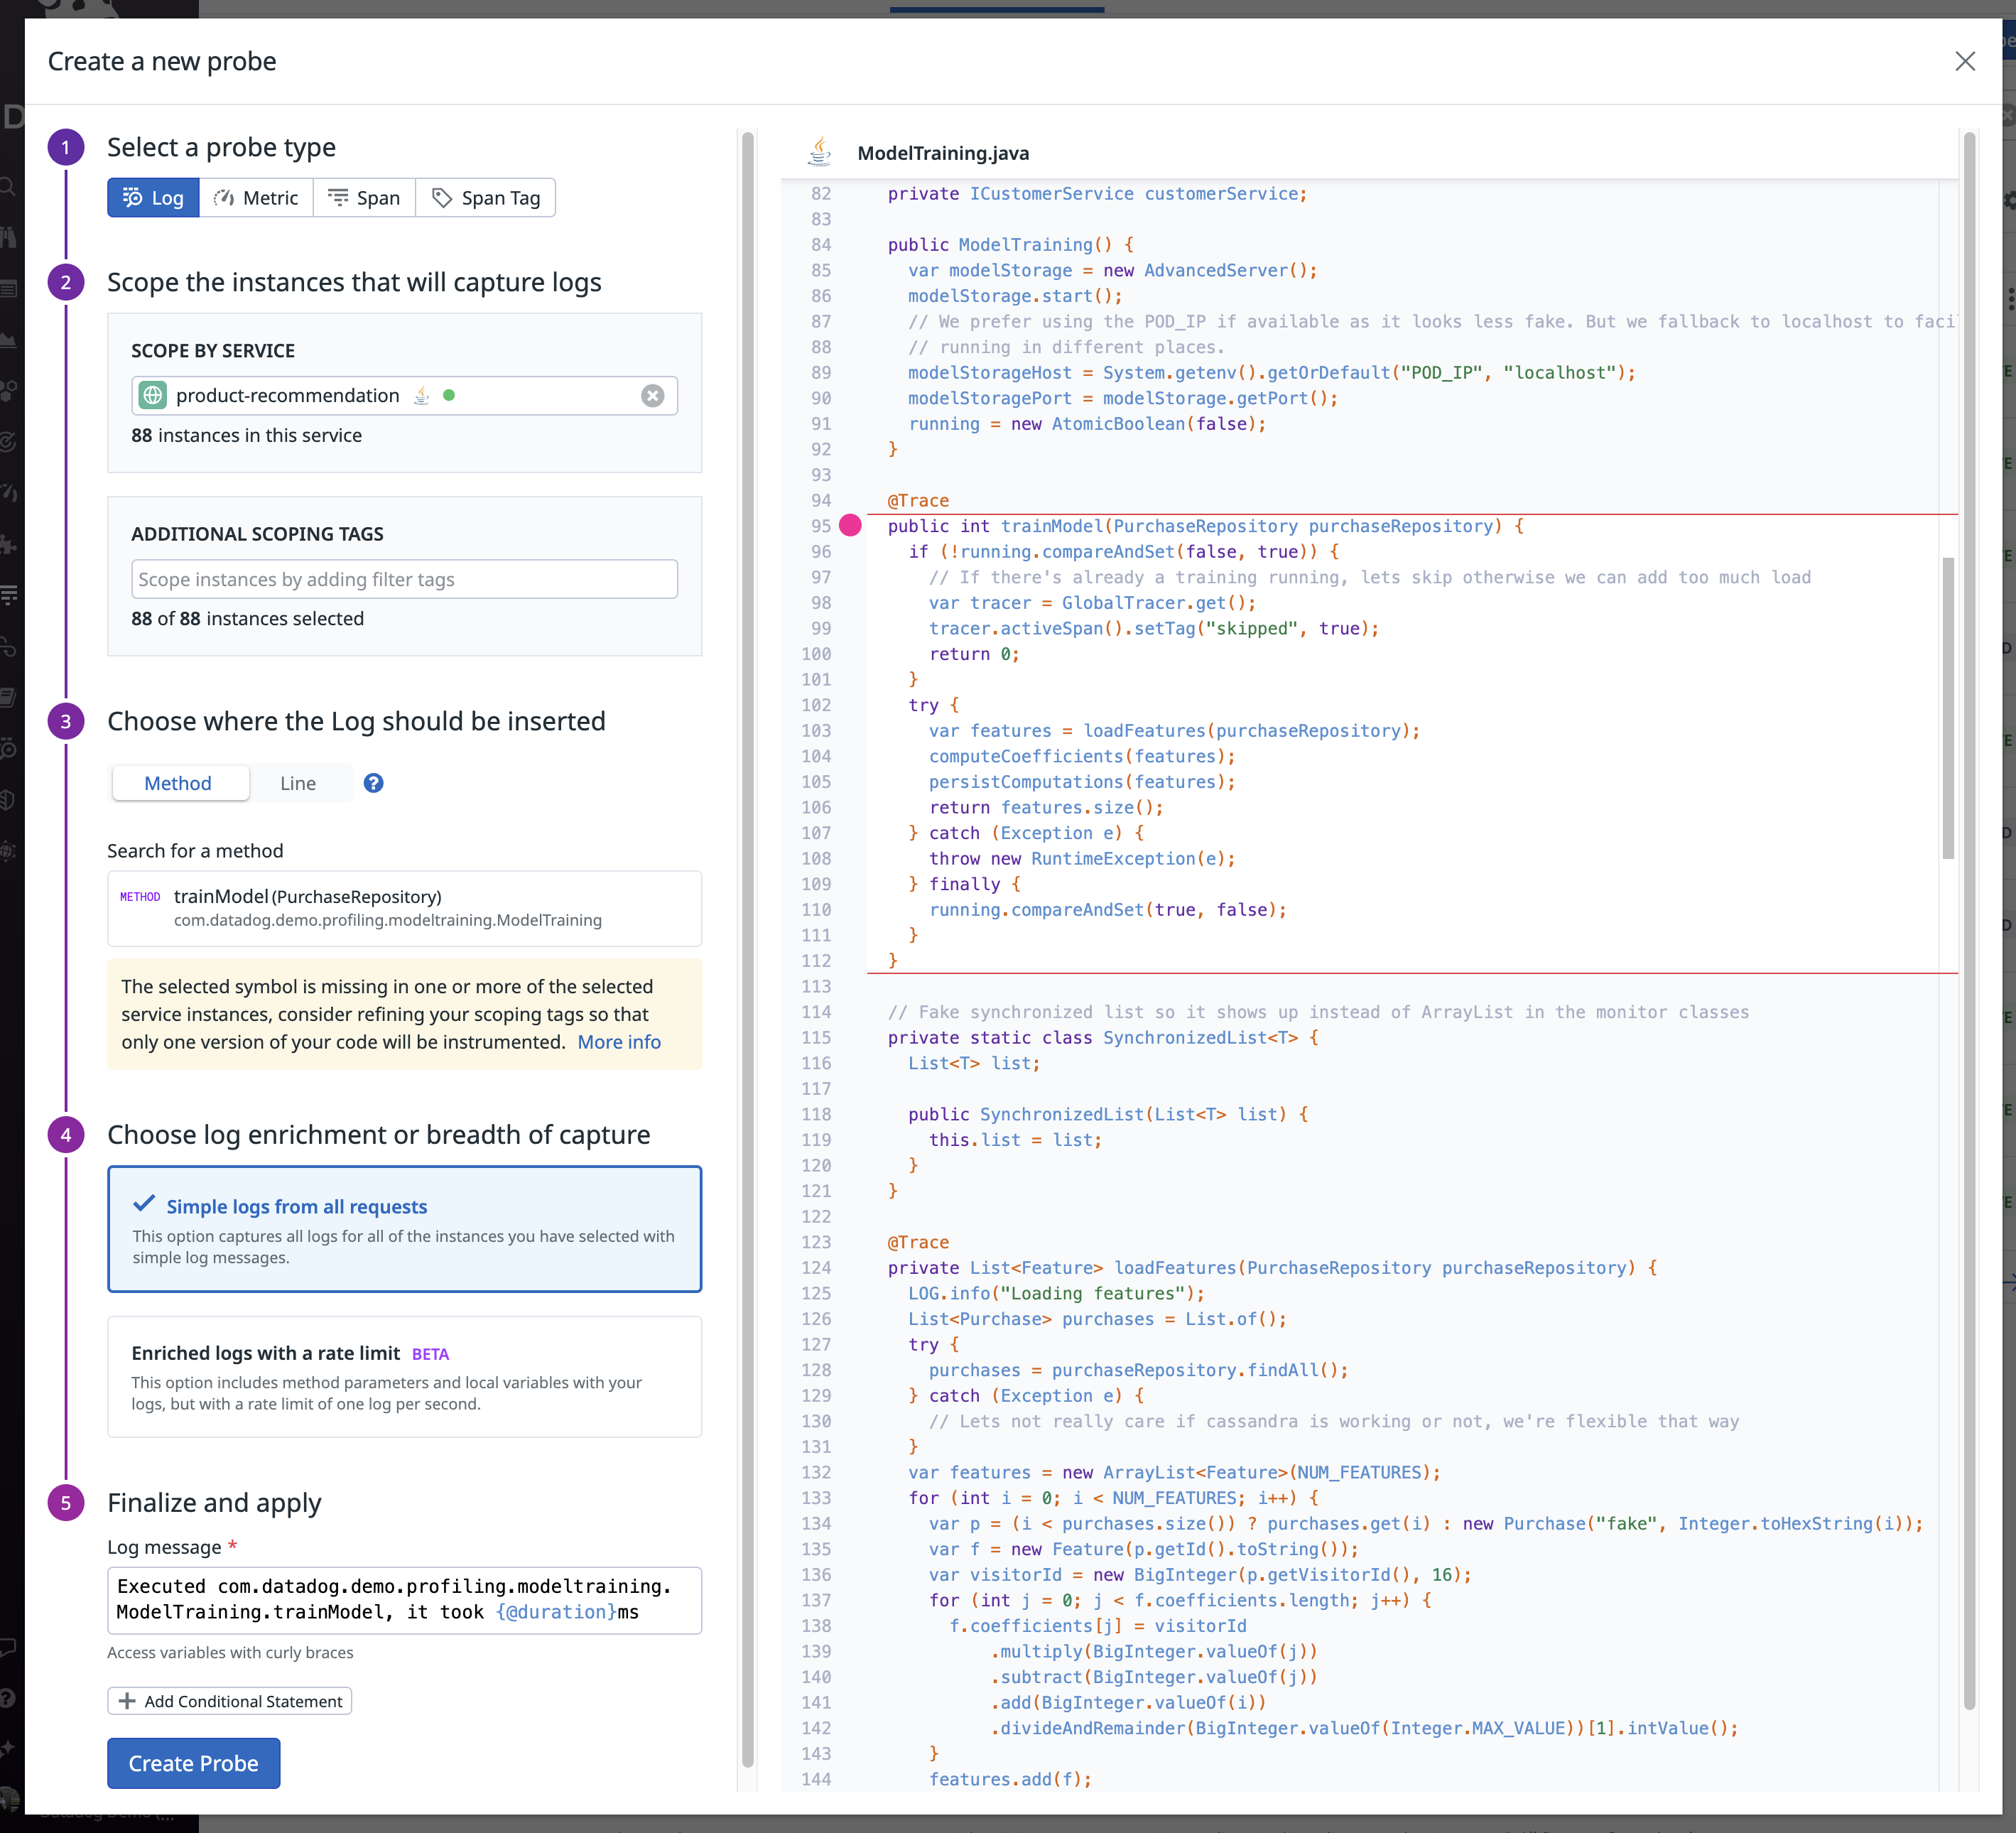 Create a new probe
1 Select a probe type
Log Metric Span Span Tag
2 Scope the instances that will capture logs
SCOPE BY SERVICE
product-recommendation
88 instances in this service
ADDITIONAL SCOPING TAGS
Scope instances by adding filter tags
88 of 88 instances selected
3 Choose where the Log should be inserted
Method Line ?
Search for a method
METHOD trainModel(PurchaseRepository)
com.datadog.demo.profiling.modeltraining.ModelTraining
The selected symbol is missing in one or more of the selected
service instances, consider refining your scoping tags so that
only one version of your code will be instrumented. More info
4 Choose log enrichment or breadth of capture
Simple logs from all requests
This option captures all logs for all of the instances you have selected with
simple log messages.
Enriched logs with a rate limit BETA
This option includes method parameters and local variables with your
logs, but with a rate limit of one log per second.
5 Finalize and apply
Log message *
Executed com.datadog.demo.profiling.modeltraining.
ModelTraining.trainModel, it took {@duration}ms
Access variables with curly braces
+ Add Conditional Statement
Create Probe
ModelTraining.java
82 private ICustomerService customerService;
83
84 public ModelTraining() {
85 var modelStorage = new AdvancedServer();
86 modelStorage.start();
87 // We prefer using the POD_IP if available as it looks less fake. But we fallback to localhost to faci
88 // running in different places.
89 modelStorageHost = System.getenv().getOrDefault("POD_IP", "localhost");
90 modelStoragePort = modelStorage.getPort();
91 running = new AtomicBoolean(false);
92 }
93
94 @Trace
95 public int trainModel(PurchaseRepository purchaseRepository) {
96 if (!running.compareAndSet(false, true)) {
97 // If there's already a training running, lets skip otherwise we can add too much load
98 var tracer = GlobalTracer.get();
99 tracer.activeSpan().setTag("skipped", true);
100 return 0;
101 }
102 try {
103 var features = loadFeatures(purchaseRepository);
104 computeCoefficients(features);
105 persistComputations(features);
106 return features.size();
107 } catch (Exception e) {
108 throw new RuntimeException(e);
109 } finally {
110 running.compareAndSet(true, false);
111 }
112 }
113
114 // Fake synchronized list so it shows up instead of ArrayList in the monitor classes
115 private static class SynchronizedList<T> {
116 List<T> list;
117
118 public SynchronizedList(List<T> list) {
119 this.list = list;
120 }
121 }
122
123 @Trace
124 private List<Feature> loadFeatures(PurchaseRepository purchaseRepository) {
125 LOG.info("Loading features");
126 List<Purchase> purchases = List.of();
127 try {
128 purchases = purchaseRepository.findAll();
129 } catch (Exception e) {
130 // Lets not really care if cassandra is working or not, we're flexible that way
131 }
132 var features = new ArrayList<Feature>(NUM_FEATURES);
133 for (int i = 0; i < NUM_FEATURES; i++) {
134 var p = (i < purchases.size()) ? purchases.get(i) : new Purchase("fake", Integer.toHexString(i));
135 var f = new Feature(p.getId().toString());
136 var visitorId = new BigInteger(p.getVisitorId(), 16);
137 for (int j = 0; j < f.coefficients.length; j++) {
138 f.coefficients[j] = visitorId
139 .multiply(BigInteger.valueOf(j))
140 .subtract(BigInteger.valueOf(j))
141 .add(BigInteger.valueOf(i))
142 .divideAndRemainder(BigInteger.valueOf(Integer.MAX_VALUE))[1].intValue();
143 }
144 features.add(f);